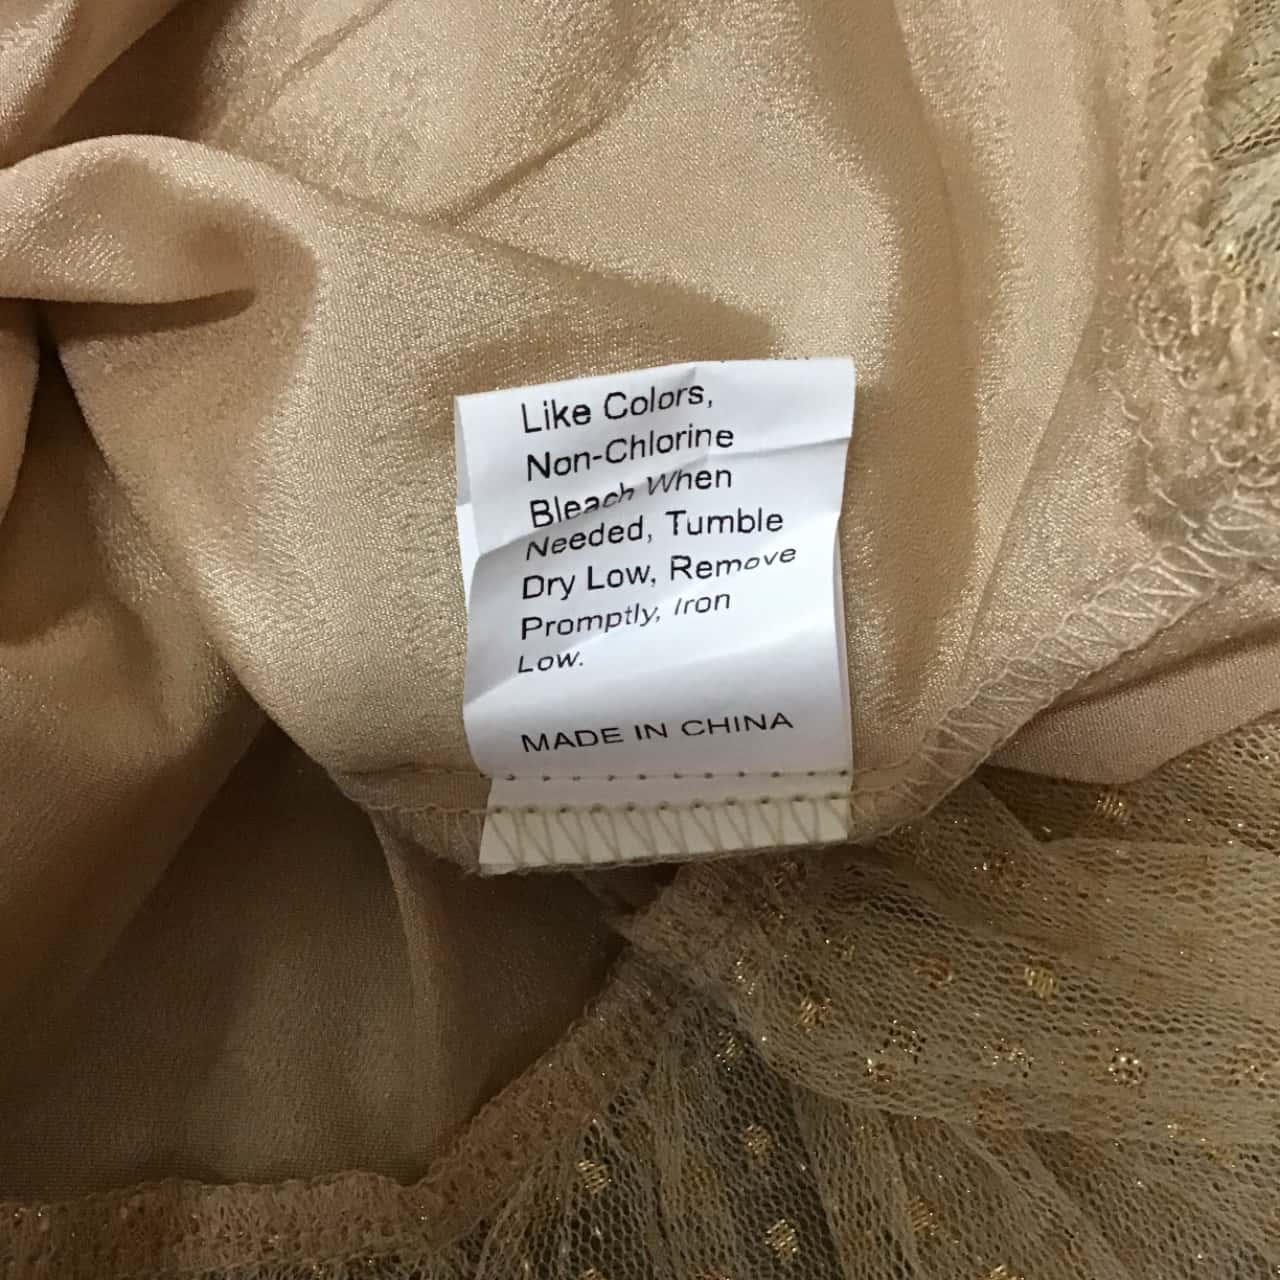 Like Colors,
Non-Chlorine
Bleach When
Needed, Tumble
Dry Low, Remove
Promptly, Iron
Low.
MADE IN CHINA